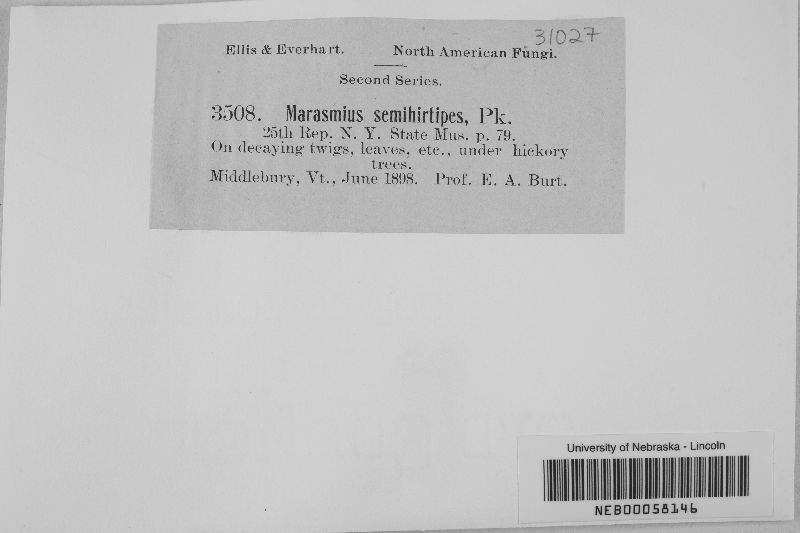 31027
Ellis & Everhart. North American Fungi.
Second Series.
3508. Marasmius semihirtipes, Pk.
25th Rep. N. Y. State Mus. p. 79.
On decaying twigs, leaves, etc., under hickory
trees.
Middlebury, Vt., June 1898. Prof. E. A. Burt.
University of Nebraska - Lincoln
NEB00058146